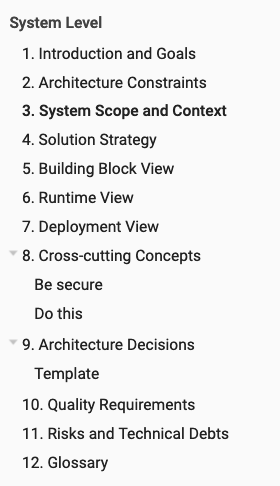 System Level
1. Introduction and Goals
2. Architecture Constraints
3. System Scope and Context
4. Solution Strategy
5. Building Block View
6. Runtime View
7. Deployment View
8. Cross-cutting Concepts
Be secure
Do this
9. Architecture Decisions
Template
10. Quality Requirements
11. Risks and Technical Debts
12. Glossary